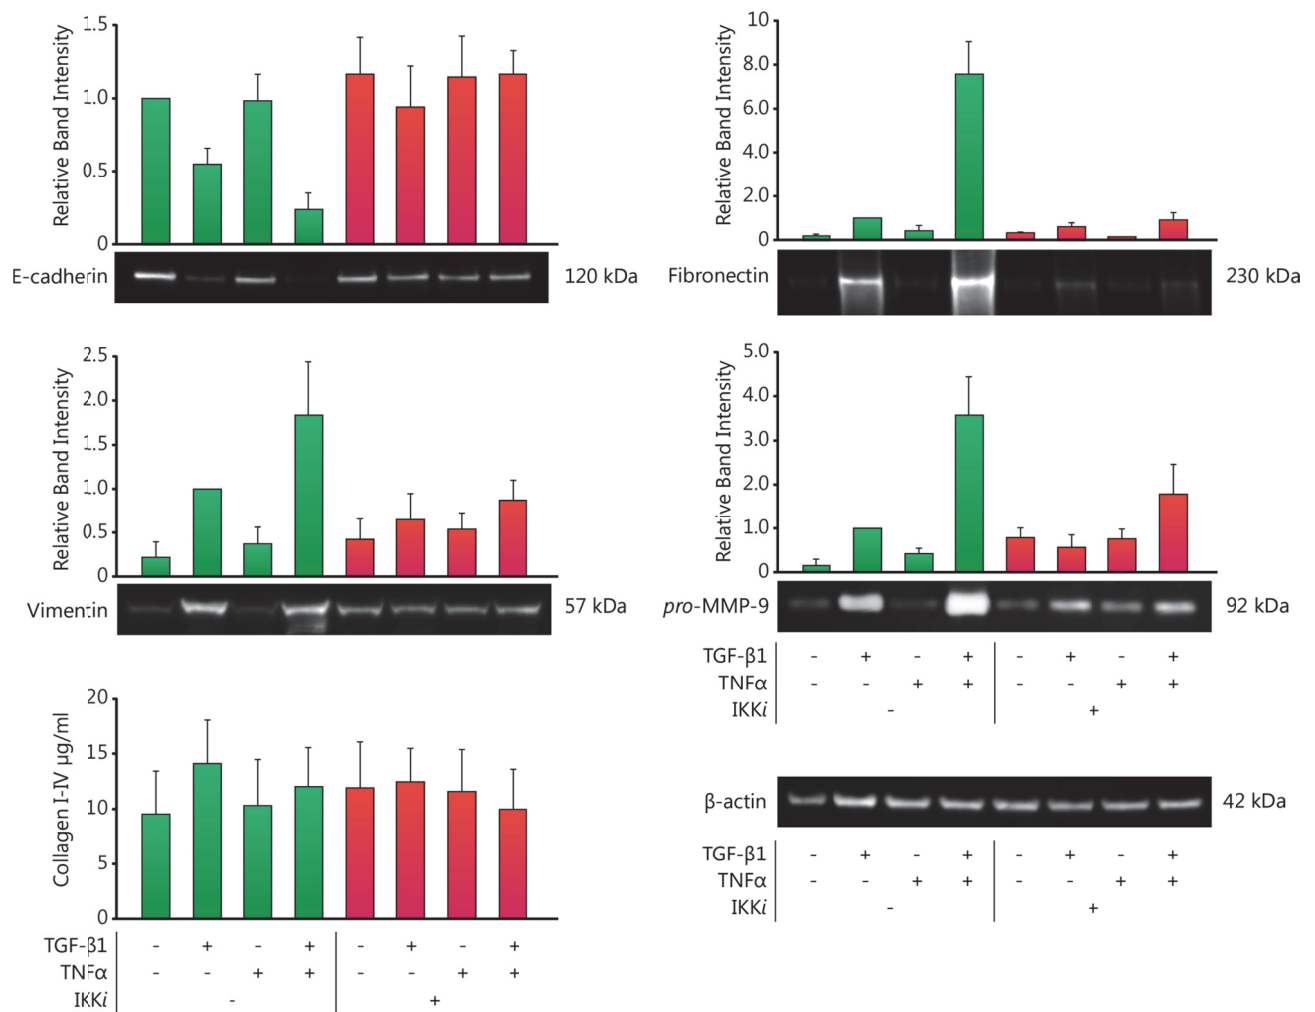 1.5
1.0
0.5
0
Relative Band Intensity
E-cadherin
120 kDa
2.5
2.0
1.5
1.0
0.5
0
Relative Band Intensity
Vimentin
57 kDa
20
15
10
5
0
Collagen I-IV µg/ml
TGF-β1 - + - + - + - +
TNFα - - + + - - + +
IKKi - +
10
8.0
6.0
4.0
2.0
0
Relative Band Intensity
Fibronectin
230 kDa
5.0
4.0
3.0
2.0
1.0
0
Relative Band Intensity
pro-MMP-9
92 kDa
TGF-β1 - + - + - + - +
TNFα - - + + - - + +
IKKi - +
β-actin
42 kDa
TGF-β1 - + - + - + - +
TNFα - - + + - - + +
IKKi - +